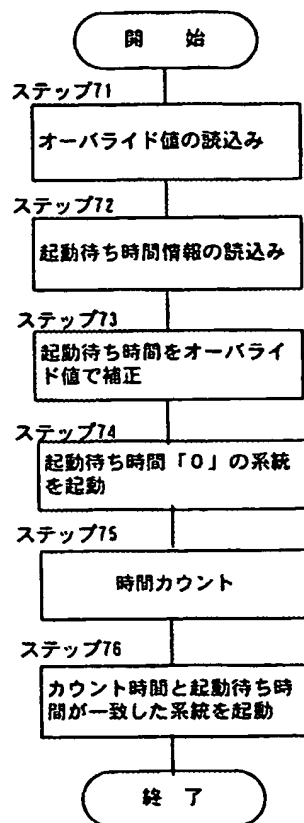 開　始
ステップ71
オーバライド値の読込み
ステップ72
起動待ち時間情報の読込み
ステップ73
起動待ち時間をオーバライ
ド値で補正
ステップ74
起動待ち時間「0」の系統
を起動
ステップ75
時間カウント
ステップ76
カウント時間と起動待ち時
間が一致した系統を起動
終　了